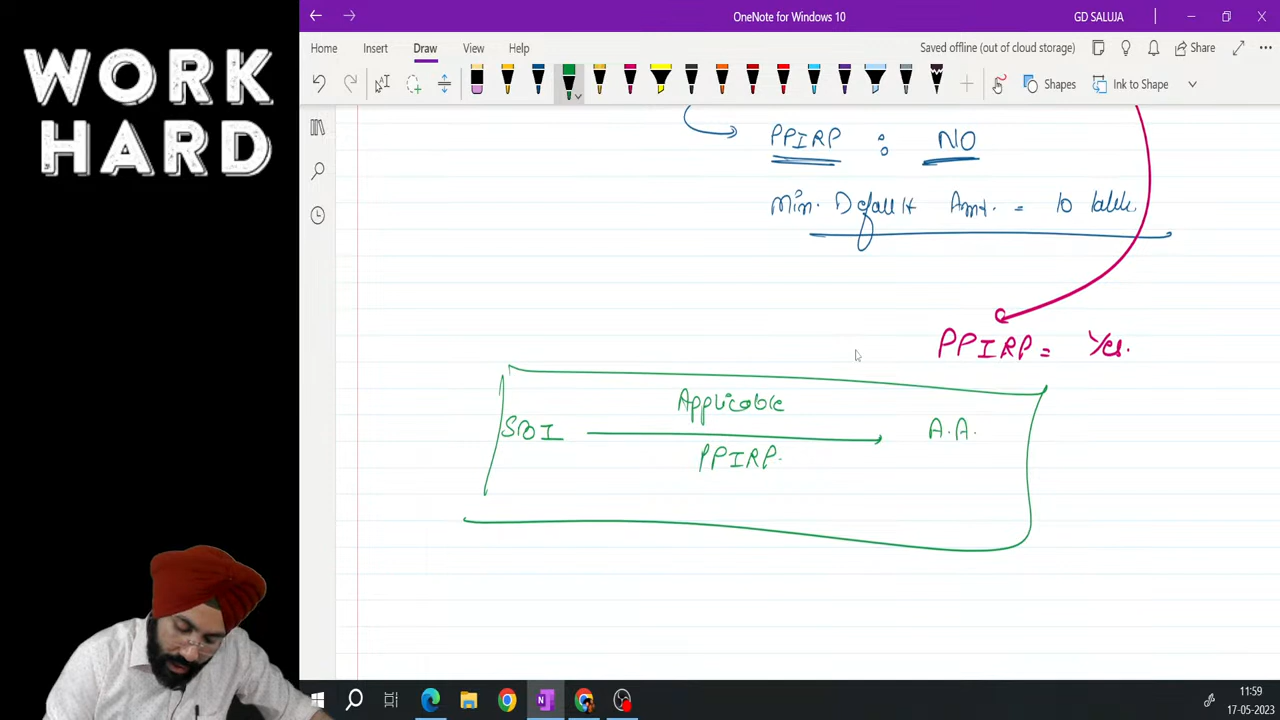 WORK
HARD
OneNote for Windows 10
GD SALUJA
Home Insert Draw View Help
Saved offline (out of cloud storage)
Share
Shapes
Ink to Shape
PPIRP : NO
Min. Default Amt. = 10
PPIRP = Yes.
Applicable
SBI
A.A.
PPIRP.
11:59
17-05-2023